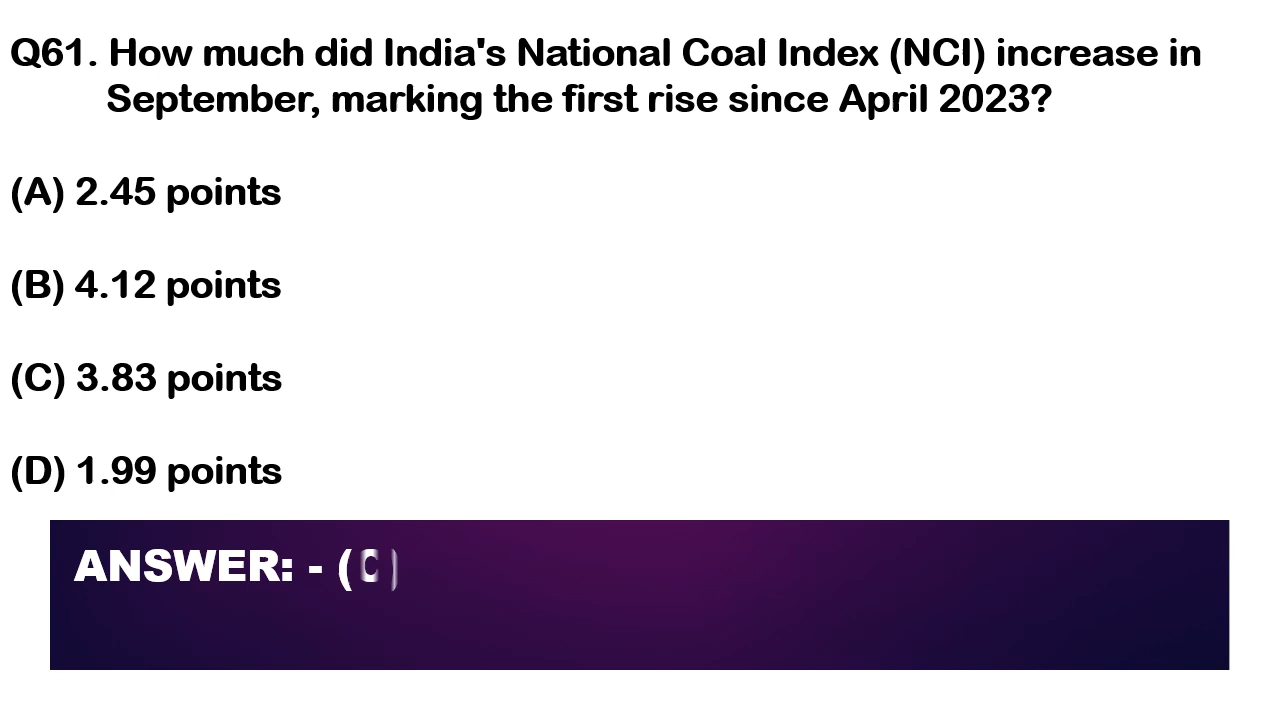 Q61. How much did India's National Coal Index (NCI) increase in
September, marking the first rise since April 2023?
(A) 2.45 points
(B) 4.12 points
(C) 3.83 points
(D) 1.99 points
ANSWER: - (C)